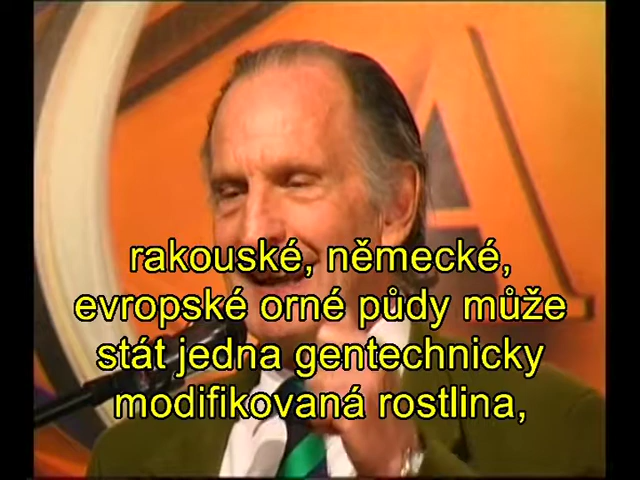 rakouské, německé,
evropské orné půdy může
stát jedna gentechnicky
modifikovaná rostlina,